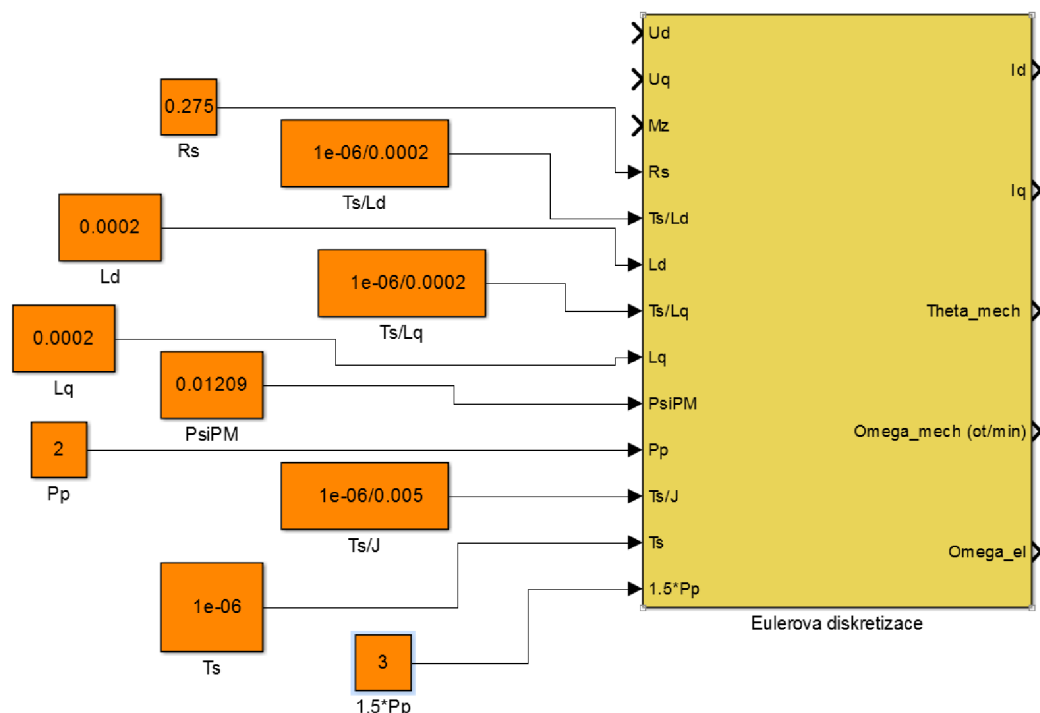 0.275
Rs
1e-06/0.0002
Ts/Ld
0.0002
Ld
1e-06/0.0002
Ts/Lq
0.0002
Lq
0.01209
PsiPM
2
Pp
1e-06/0.005
Ts/J
1e-06
Ts
3
1.5*Pp
Ud
Uq
Mz
Rs
Ts/Ld
Ld
Ts/Lq
Lq
PsiPM
Pp
Ts/J
Ts
1.5*Pp
Id
Iq
Theta_mech
Omega_mech (ot/min)
Omega_el
Eulerova diskretizace